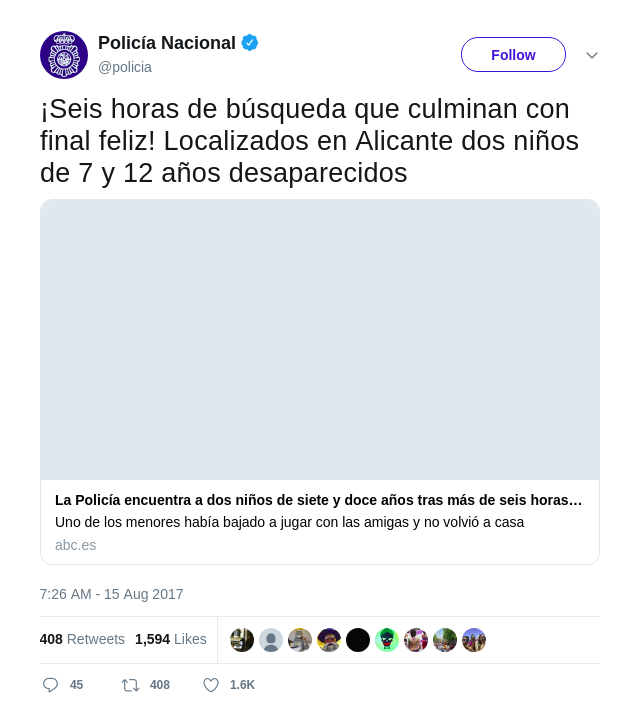 Policía Nacional
@policia
Follow
¡Seis horas de búsqueda que culminan con
final feliz! Localizados en Alicante dos niños
de 7 y 12 años desaparecidos
La Policía encuentra a dos niños de siete y doce años tras más de seis horas…
Uno de los menores había bajado a jugar con las amigas y no volvió a casa
abc.es
7:26 AM - 15 Aug 2017
408 Retweets 1,594 Likes
45 408 1.6K